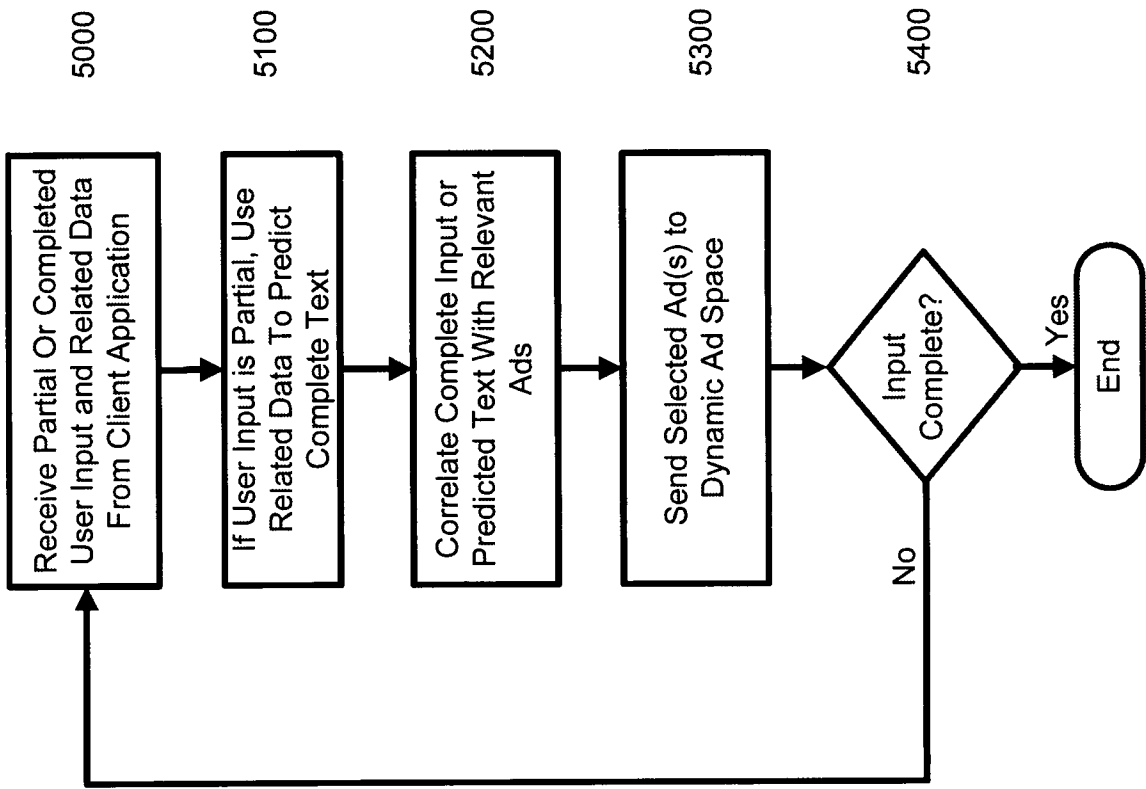 Receive Partial Or Completed
User Input and Related Data
From Client Application
5000
If User Input is Partial, Use
Related Data To Predict
Complete Text
5100
Correlate Complete Input or
Predicted Text With Relevant
Ads
5200
Send Selected Ad(s) to
Dynamic Ad Space
5300
Input
Complete?
5400
No
Yes
End